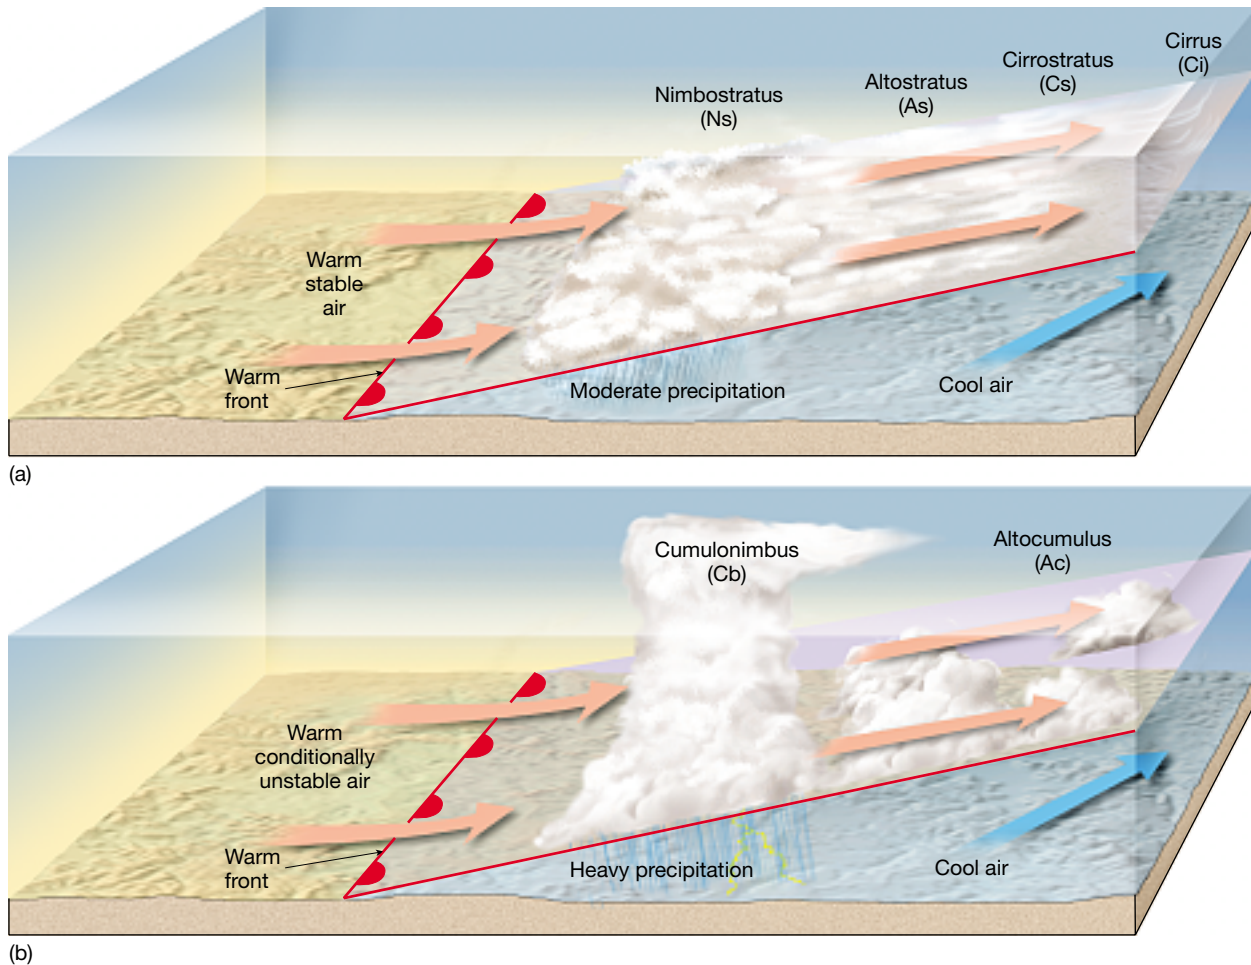 Cirrus
(Ci)
Cirrostratus
(Cs)
Altostratus
(As)
Nimbostratus
(Ns)
Warm
stable
air
Warm
front
Moderate precipitation
Cool air
(a)
Cumulonimbus
(Cb)
Altocumulus
(Ac)
Warm
conditionally
unstable air
Warm
front
Heavy precipitation
Cool air
(b)